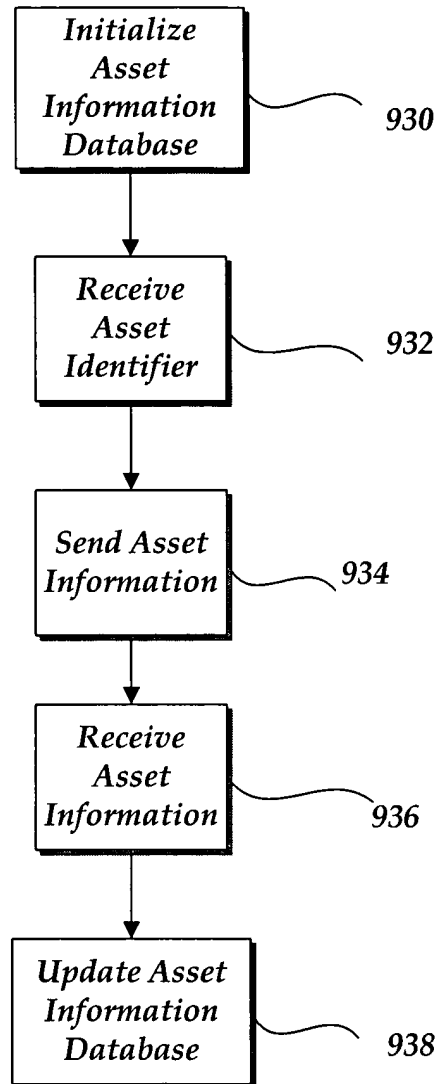 Initialize
Asset
Information
Database
930
Receive
Asset
Identifier
932
Send Asset
Information
934
Receive
Asset
Information
936
Update Asset
Information
Database
938